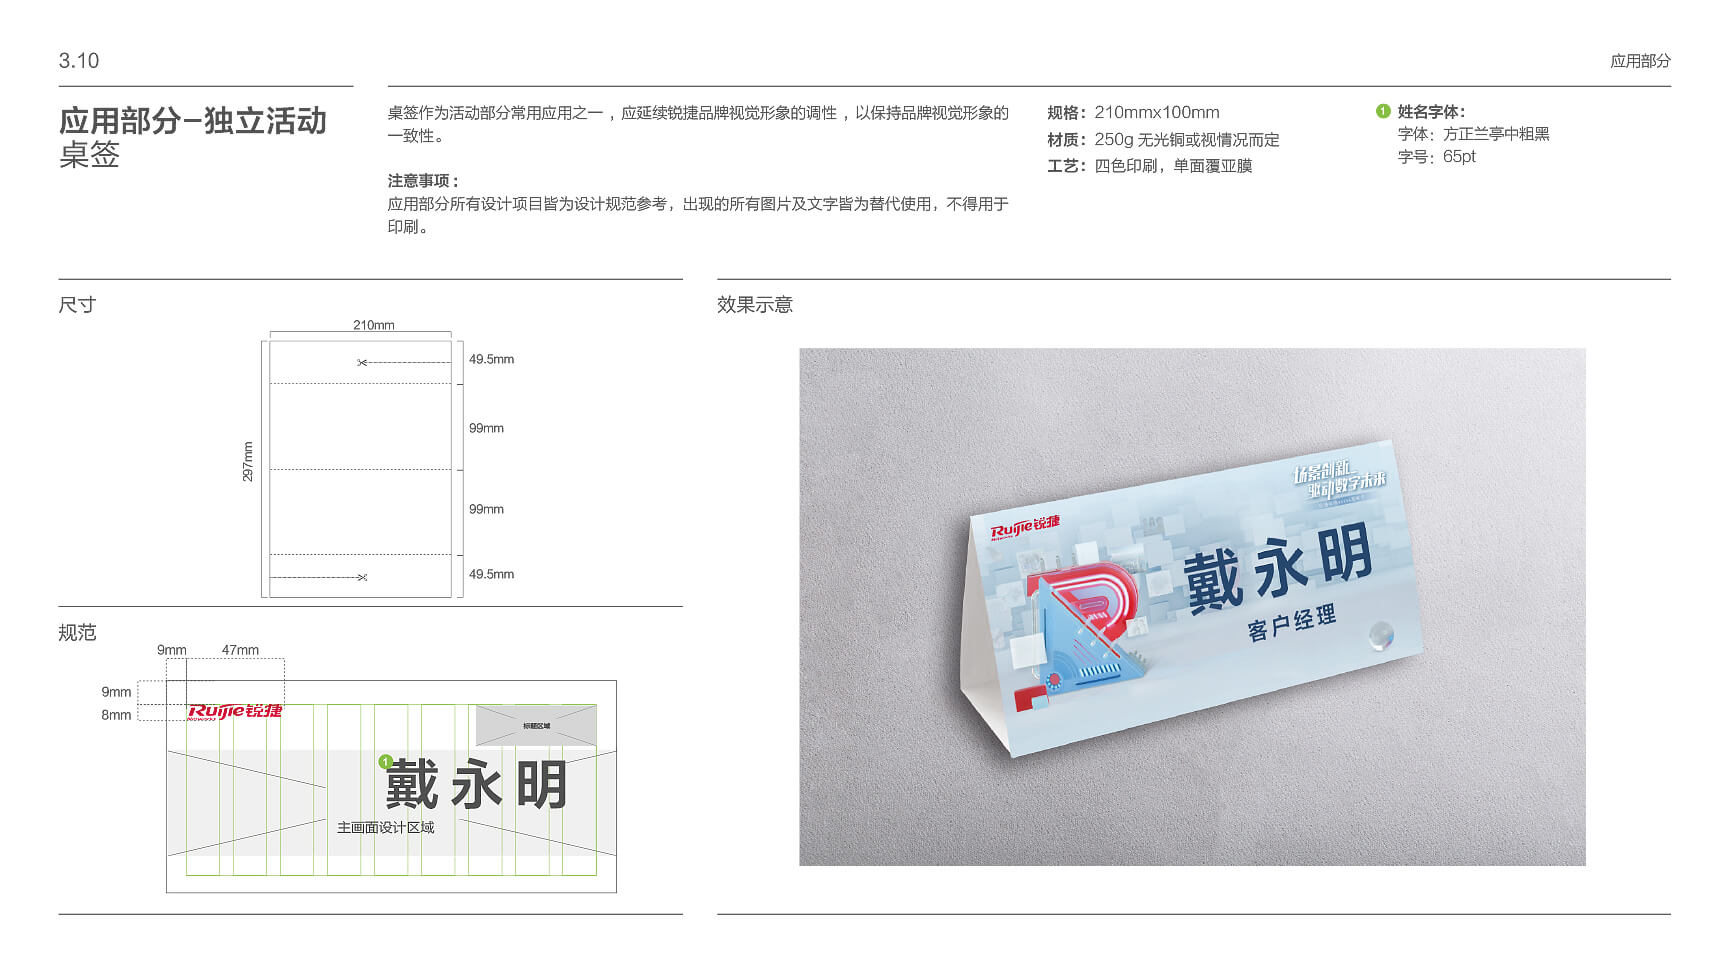 3.10
应用部分
应用部分-独立活动
桌签
桌签作为活动部分常用应用之一，应延续锐捷品牌视觉形象的调性，以保持品牌视觉形象的
一致性。
注意事项：
应用部分所有设计项目皆为设计规范参考，出现的所有图片及文字皆为替代使用，不得用于
印刷。
规格：210mmx100mm
材质：250g 无光铜或视情况而定
工艺：四色印刷，单面覆亚膜
1 姓名字体：
字体：方正兰亭中粗黑
字号：65pt
尺寸
210mm
49.5mm
99mm
297mm
99mm
49.5mm
规范
9mm
47mm
9mm
8mm
Ruijie锐捷
Networks
标题区域
1
戴永明
主画面设计区域
效果示意
场景创新
驱动数字未来
Ruijie锐捷
Networks
戴永明
客户经理